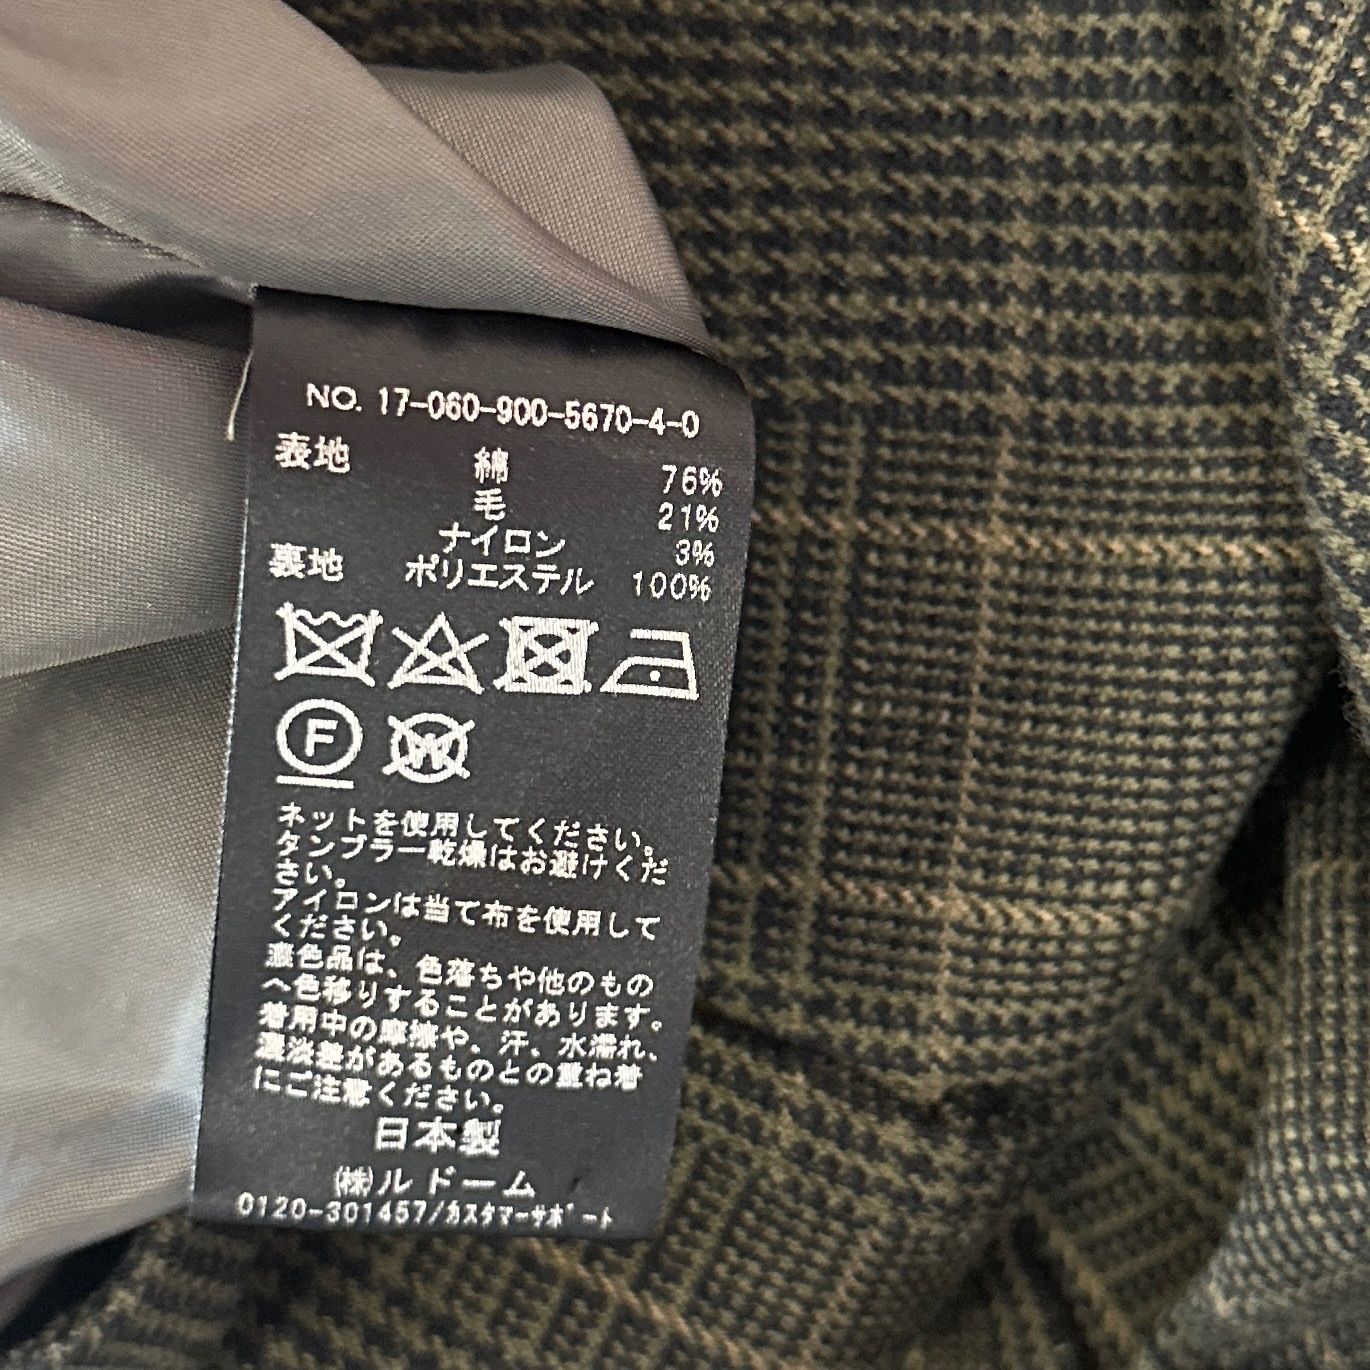 NO. 17-060-900-5670-4-0
表地 綿 76%
毛 21%
ナイロン 3%
裏地 ポリエステル 100%
F W
ネットを使用してください。
タンブラー乾燥はお避けくだ
さい。
アイロンは当て布を使用して
ください。
濃色品は、色落ちや他のもの
へ色移りすることがあります。
着用中の摩擦や、汗、水濡れ、
濃淡差があるものとの重ね着
にご注意ください。
日本製
(株)ルドーム
0120-301457/カスタマーサポート